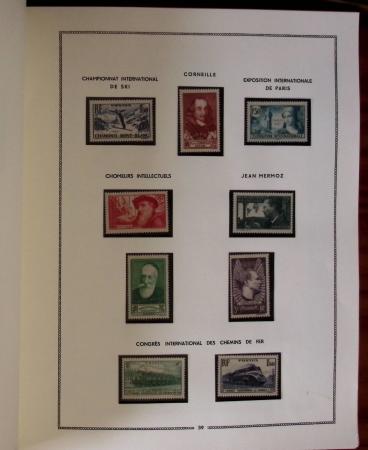 CHAMPIONNAT INTERNATIONAL
DE SKI
CORNEILLE
EXPOSITION INTERNATIONALE
DE PARIS
CHOMEURS INTELLECTUELS
JEAN MERMOZ
CONGRÈS INTERNATIONAL DES CHEMINS DE FER
59